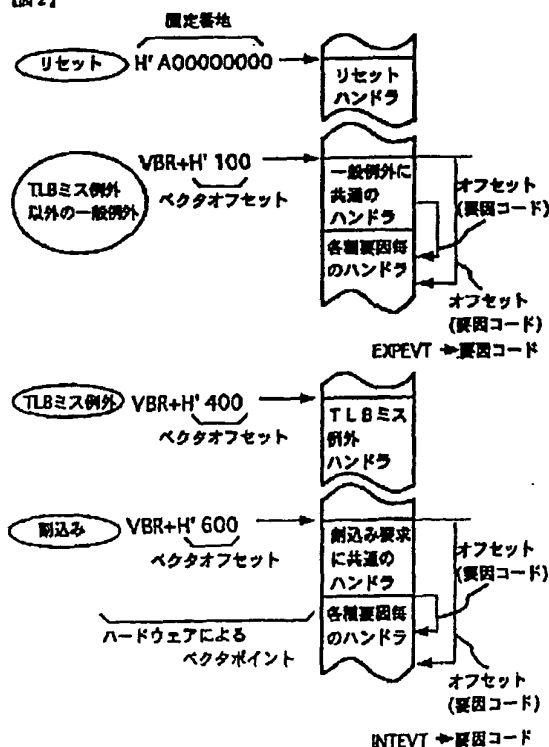 【図2】
固定番地
リセット H' A00000000
リセット
ハンドラ
TLBミス例外
以外の一般例外
VBR+H' 100
ベクタオフセット
一般例外に
共通の
ハンドラ
各種要因毎
のハンドラ
オフセット
(要因コード)
オフセット
(要因コード)
EXPEVT → 要因コード
TLBミス例外 VBR+H' 400
ベクタオフセット
TLBミス
例外
ハンドラ
割込み VBR+H' 600
ベクタオフセット
割込み要求
に共通の
ハンドラ
各種要因毎
のハンドラ
オフセット
(要因コード)
ハードウェアによる
ベクタポイント
オフセット
(要因コード)
INTEVT → 要因コード